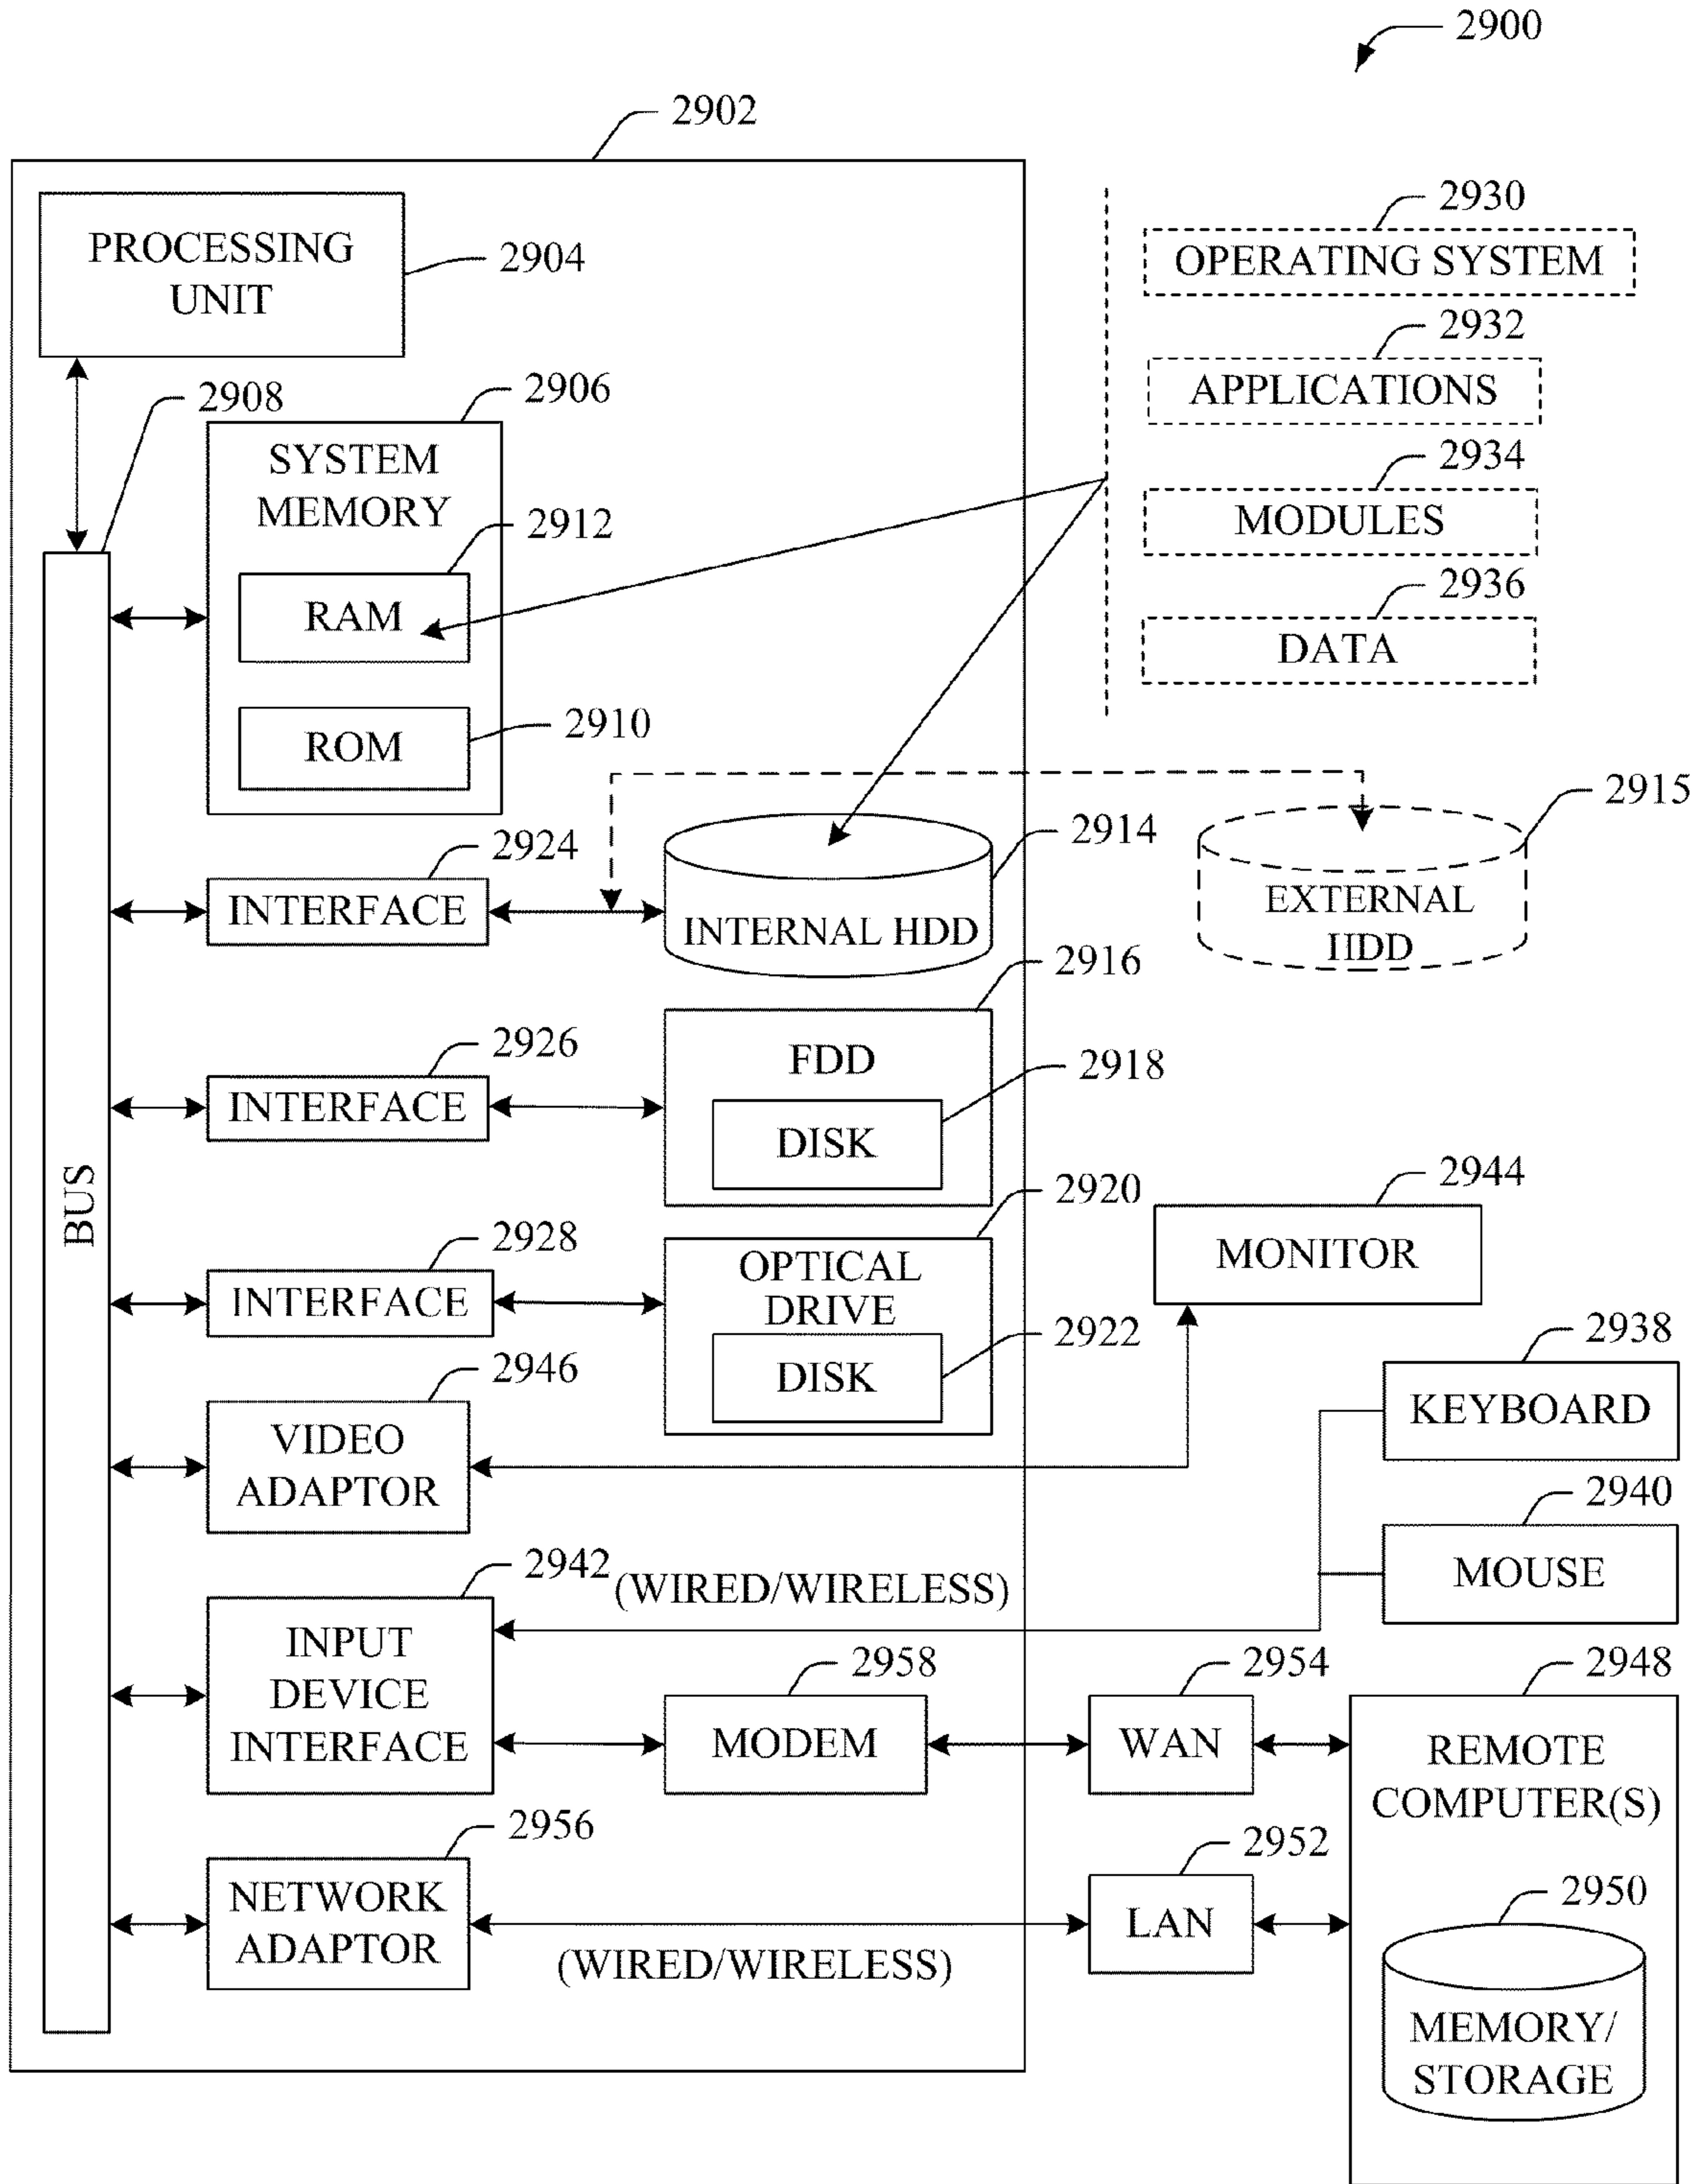 2900
2902
PROCESSING
UNIT
2904
2930
OPERATING SYSTEM
2932
APPLICATIONS
2934
MODULES
2936
DATA
2908
2906
SYSTEM
MEMORY
2912
RAM
2910
ROM
BUS
2924
INTERFACE
2914
INTERNAL HDD
2915
EXTERNAL
HDD
2926
INTERFACE
2916
FDD
2918
DISK
2928
INTERFACE
2920
OPTICAL
DRIVE
2922
DISK
2944
MONITOR
2946
VIDEO
ADAPTOR
2938
KEYBOARD
2940
MOUSE
2942
(WIRED/WIRELESS)
INPUT
DEVICE
INTERFACE
2958
MODEM
2954
WAN
2948
REMOTE
COMPUTER(S)
2956
NETWORK
ADAPTOR
(WIRED/WIRELESS)
2952
LAN
2950
MEMORY/
STORAGE